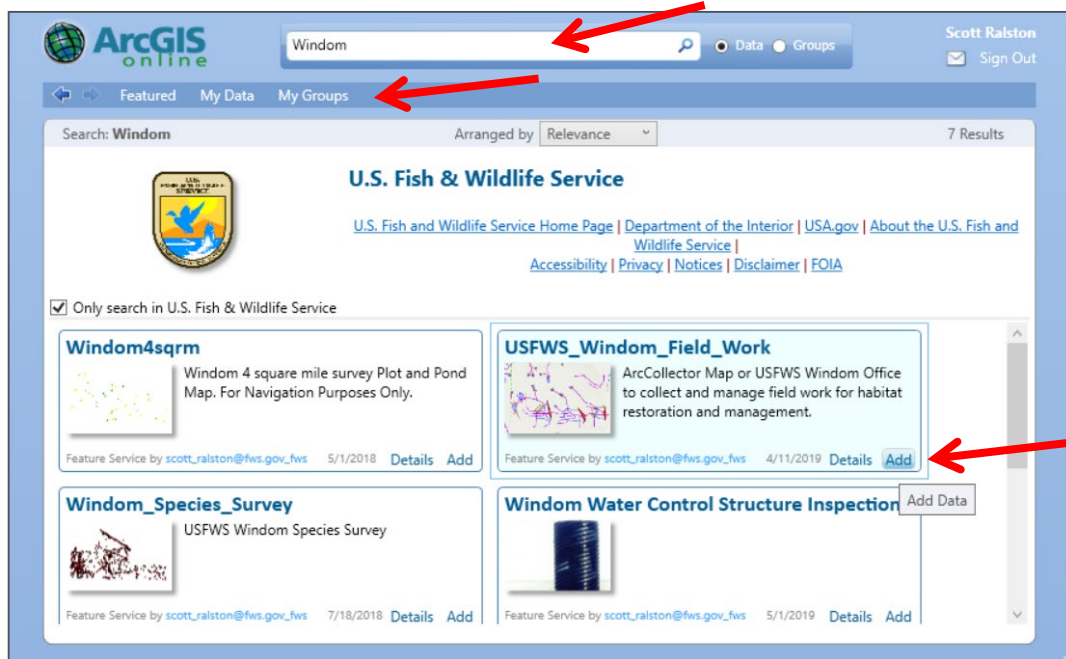 ArcGIS
online
Windom
Data
Groups
Scott Ralston
Sign Out
Featured My Data My Groups
Search: Windom
Arranged by Relevance
7 Results
U.S.
FISH & WILDLIFE
SERVICE
U.S. Fish & Wildlife Service
U.S. Fish and Wildlife Service Home Page | Department of the Interior | USA.gov | About the U.S. Fish and
Wildlife Service |
Accessibility | Privacy | Notices | Disclaimer | FOIA
Only search in U.S. Fish & Wildlife Service
Windom4sqrm
Windom 4 square mile survey Plot and Pond
Map. For Navigation Purposes Only.
Feature Service by scott_ralston@fws.gov_fws 5/1/2018 Details Add
USFWS_Windom_Field_Work
ArcCollector Map or USFWS Windom Office
to collect and manage field work for habitat
restoration and management.
Feature Service by scott_ralston@fws.gov_fws 4/11/2019 Details Add
Add Data
Windom_Species_Survey
USFWS Windom Species Survey
Feature Service by scott_ralston@fws.gov_fws 7/18/2018 Details Add
Windom Water Control Structure Inspection
Feature Service by scott_ralston@fws.gov_fws 5/1/2019 Details Add